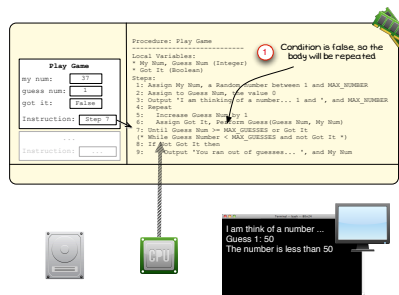 Play Game
my num: 37
guess num: 1
got it: False
Instruction: Step 7
...
Instruction: ...
Procedure: Play Game
-------------------------
Local Variables:
* My Num, Guess Num (Integer)
* Got It (Boolean)
Steps:
1: Assign My Num, a Random number between 1 and MAX_NUMBER
2: Assign to Guess Num, the value 0
3: Output 'I am thinking of a number... 1 and ', and MAX_NUMBER
4: Repeat
5: Increase Guess Num by 1
6: Assign Got It, Perform Guess(Guess Num, My Num)
7: Until Guess Num >= MAX_GUESSES or Got It
(* While Guess Number < MAX_GUESSES and not Got It *)
8: If Not Got It then
9: Output 'You ran out of guesses... ', and My Num
1
Condition is false, so the
body will be repeated
CPU
I am think of a number ...
Guess 1: 50
The number is less than 50